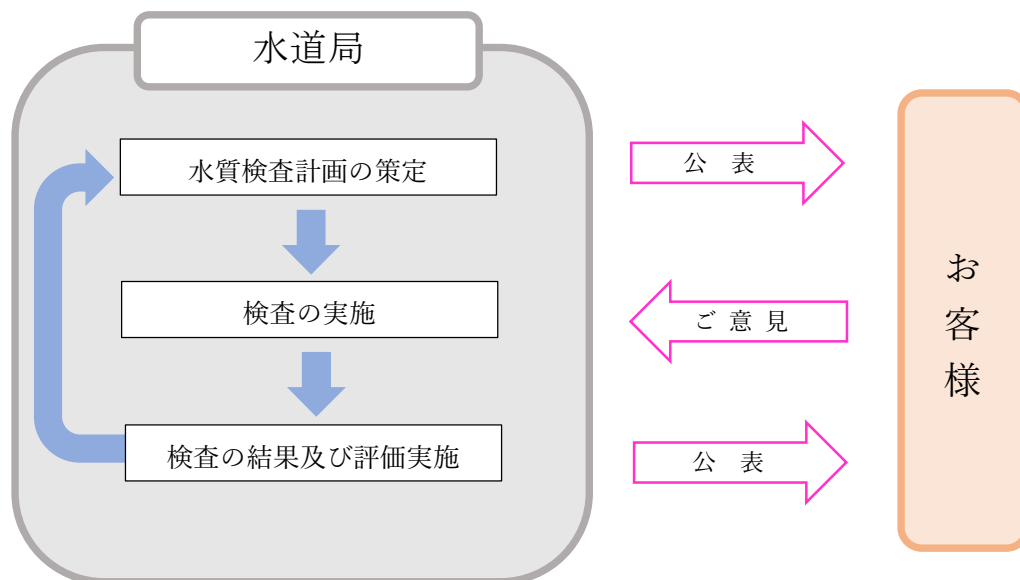 水道局
水質検査計画の策定
公 表
検査の実施
ご 意 見
検査の結果及び評価実施
公 表
お客様